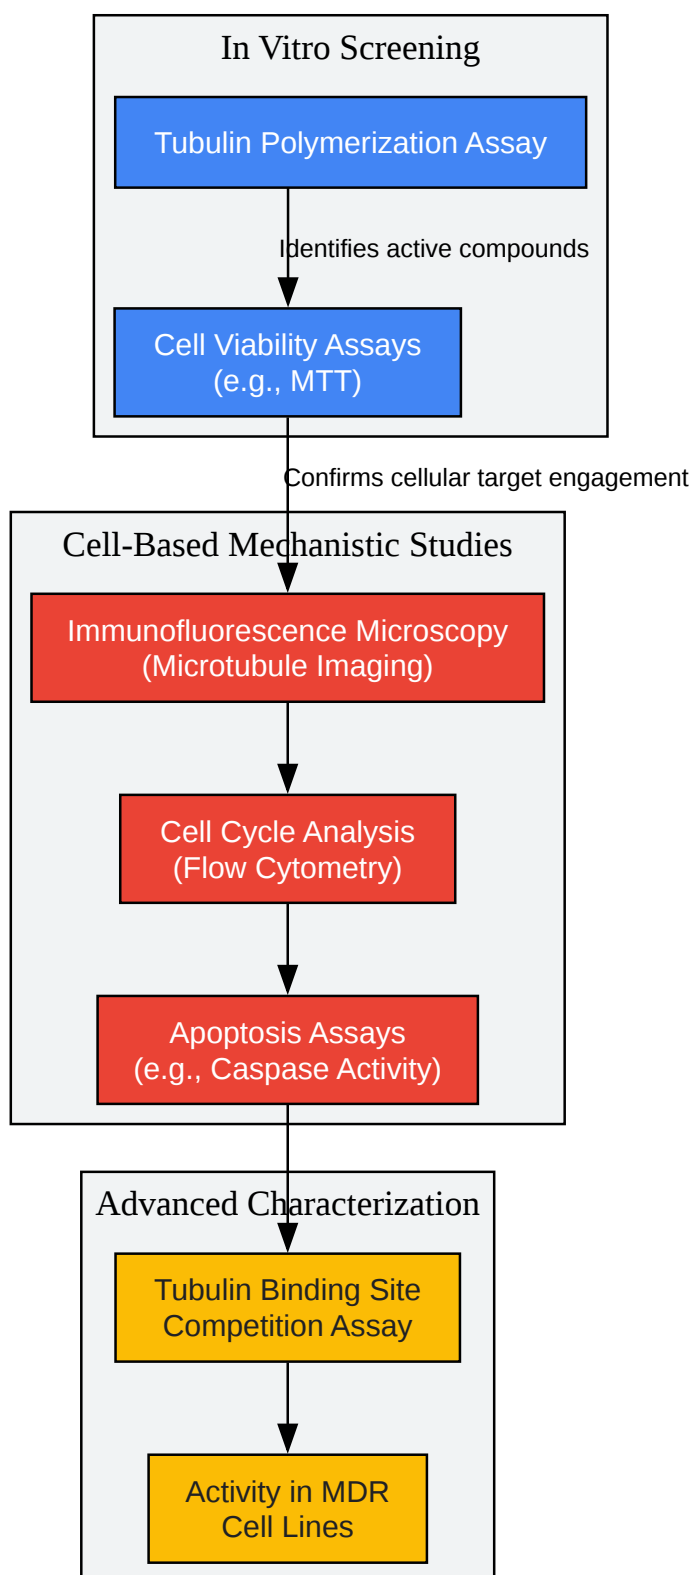 In Vitro Screening
Tubulin Polymerization Assay
Identifies active compounds
Cell Viability Assays
(e.g., MTT)
Confirms cellular target engagement
Cell-Based Mechanistic Studies
Immunofluorescence Microscopy
(Microtubule Imaging)
Cell Cycle Analysis
(Flow Cytometry)
Apoptosis Assays
(e.g., Caspase Activity)
Advanced Characterization
Tubulin Binding Site
Competition Assay
Activity in MDR
Cell Lines